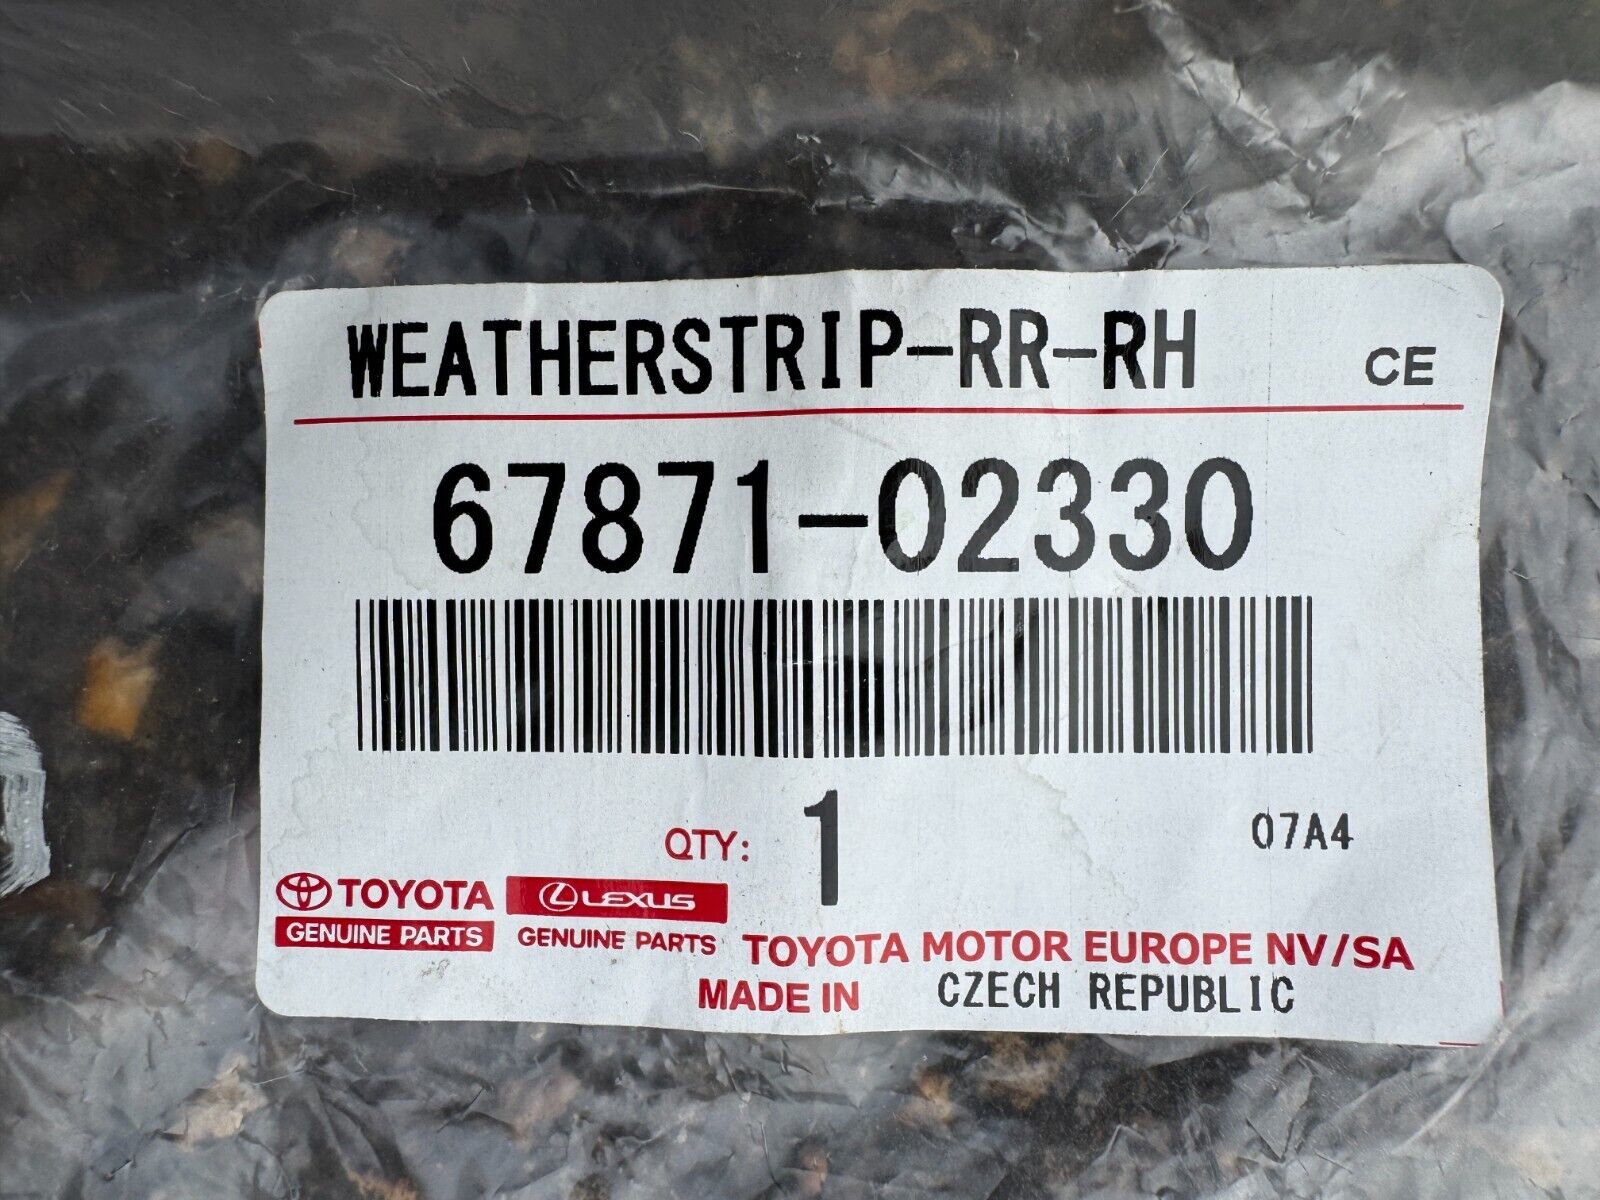 WEATHERSTRIP-RR-RH CE
67871-02330
QTY: 1 07A4
TOYOTA LEXUS
GENUINE PARTS GENUINE PARTS TOYOTA MOTOR EUROPE NV/SA
MADE IN CZECH REPUBLIC